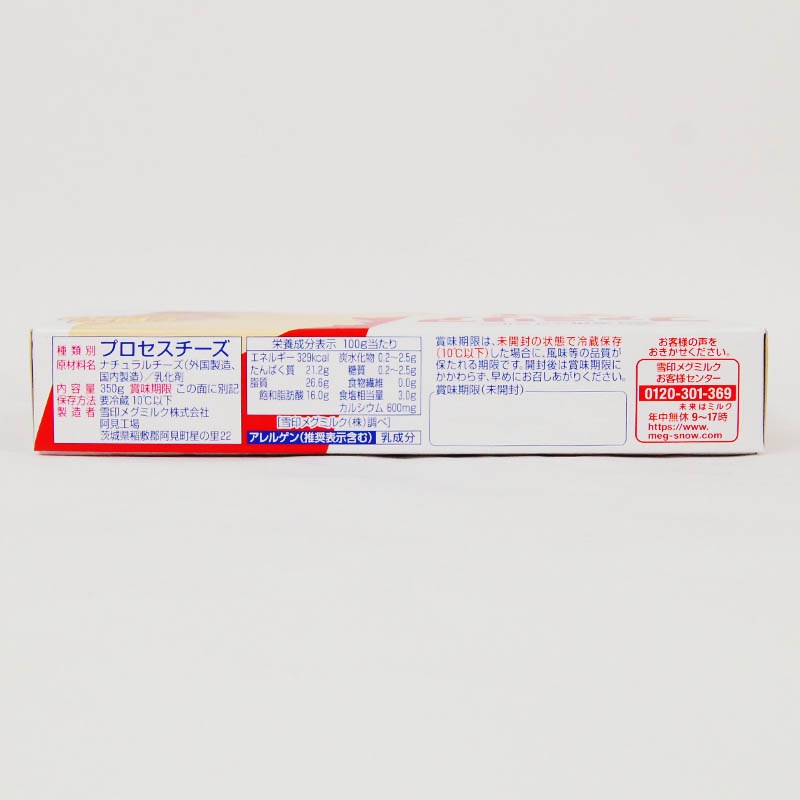 種類別 プロセスチーズ
原材料名 ナチュラルチーズ(外国製造、
国内製造)/乳化剤
内容量 350g 賞味期限 この面に別記
保存方法 要冷蔵 10℃以下
製造者 雪印メグミルク株式会社
阿見工場
茨城県稲敷郡阿見町星の里22
栄養成分表示 100g当たり
エネルギー 329kcal 炭水化物 0.2~2.5g
たんぱく質 21.2g 糖質 0.2~2.5g
脂質 26.6g 食物繊維 0.0g
飽和脂肪酸 16.0g 食塩相当量 3.0g
カルシウム 600mg
[雪印メグミルク(株)調べ]
アレルゲン(推奨表示含む) 乳成分
賞味期限は、未開封の状態で冷蔵保存
(10℃以下)した場合に、風味等の品質が
保たれる期限です。開封後は賞味期限に
かかわらず、早めにお召しあがりください。
賞味期限(未開封)
お客様の声を
おきかせください。
雪印メグミルク
お客様センター
0120-301-369
未来はミルク
年中無休 9~17時
https://www.
meg-snow.com